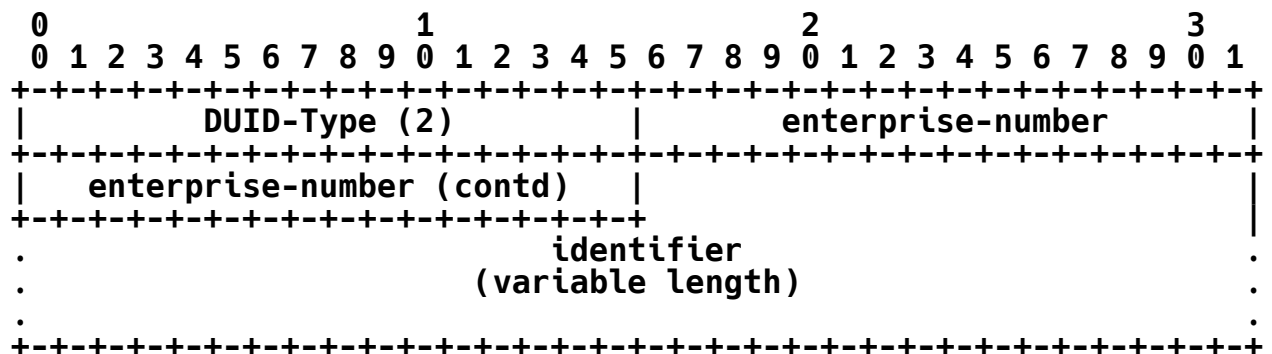 0                   1                   2                   3
 0 1 2 3 4 5 6 7 8 9 0 1 2 3 4 5 6 7 8 9 0 1 2 3 4 5 6 7 8 9 0 1
+-+-+-+-+-+-+-+-+-+-+-+-+-+-+-+-+-+-+-+-+-+-+-+-+-+-+-+-+-+-+-+-+
|         DUID-Type (2)         |       enterprise-number       |
+-+-+-+-+-+-+-+-+-+-+-+-+-+-+-+-+-+-+-+-+-+-+-+-+-+-+-+-+-+-+-+-+
|   enterprise-number (contd)   |                               |
+-+-+-+-+-+-+-+-+-+-+-+-+-+-+-+-+                               |
.                           identifier                          .
.                       (variable length)                       .
.                                                               .
+-+-+-+-+-+-+-+-+-+-+-+-+-+-+-+-+-+-+-+-+-+-+-+-+-+-+-+-+-+-+-+-+